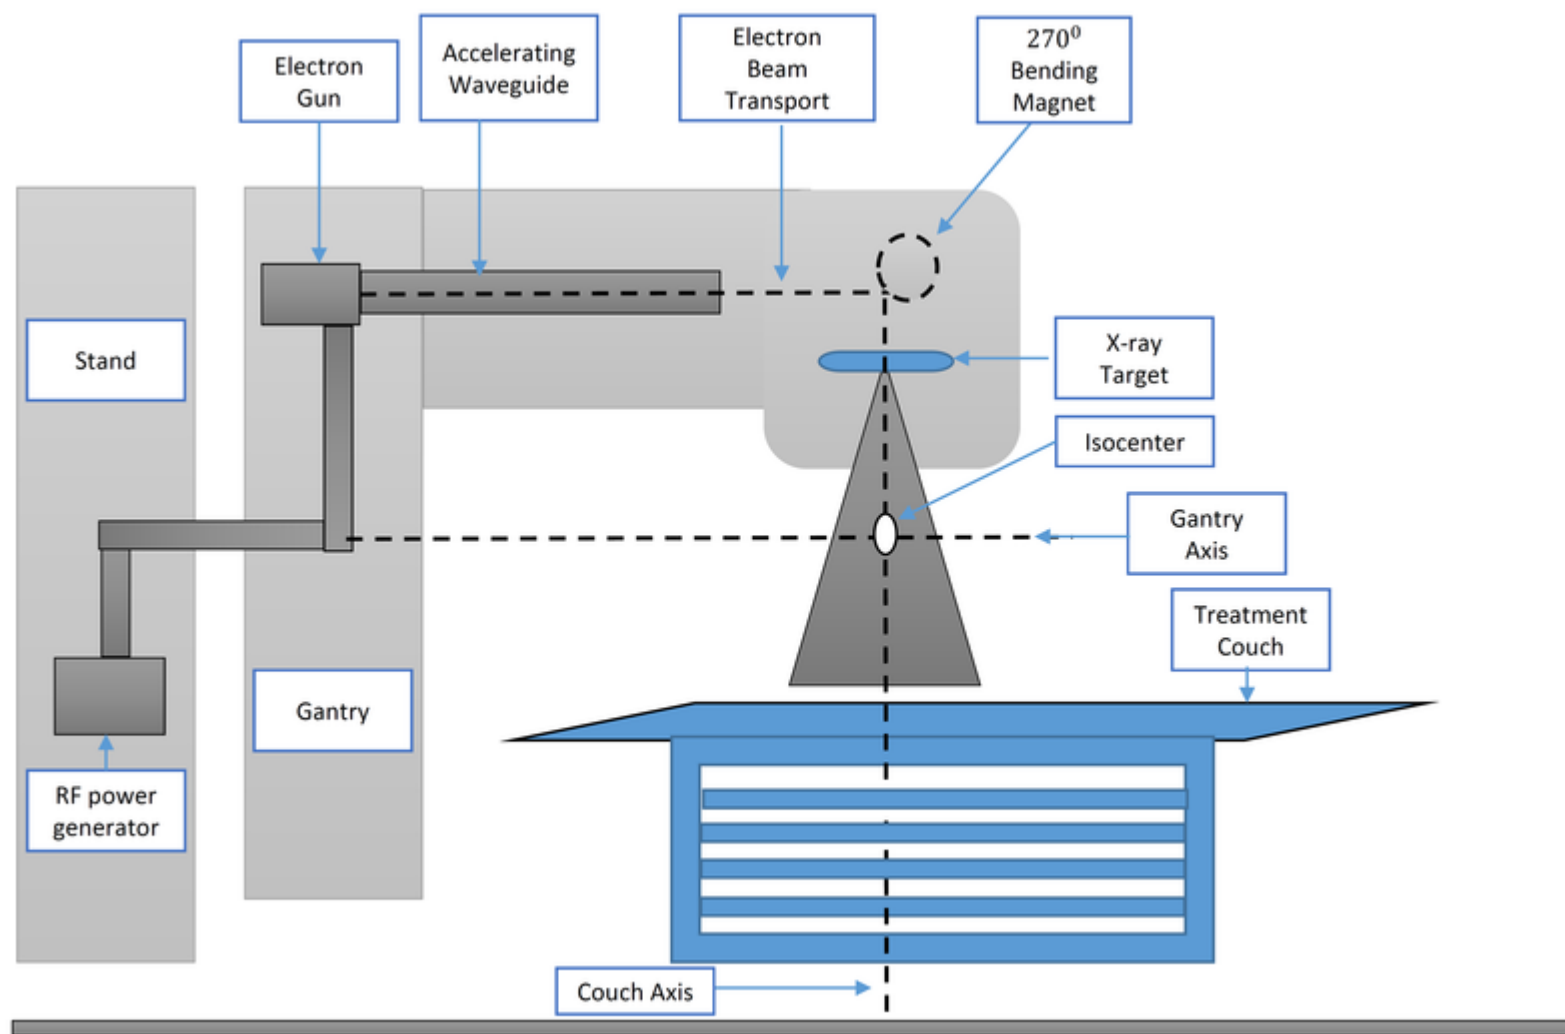 Electron
Gun
Accelerating
Waveguide
Electron
Beam
Transport
270⁰
Bending
Magnet
Stand
X-ray
Target
Isocenter
Gantry
Axis
Treatment
Couch
Gantry
RF power
generator
Couch Axis